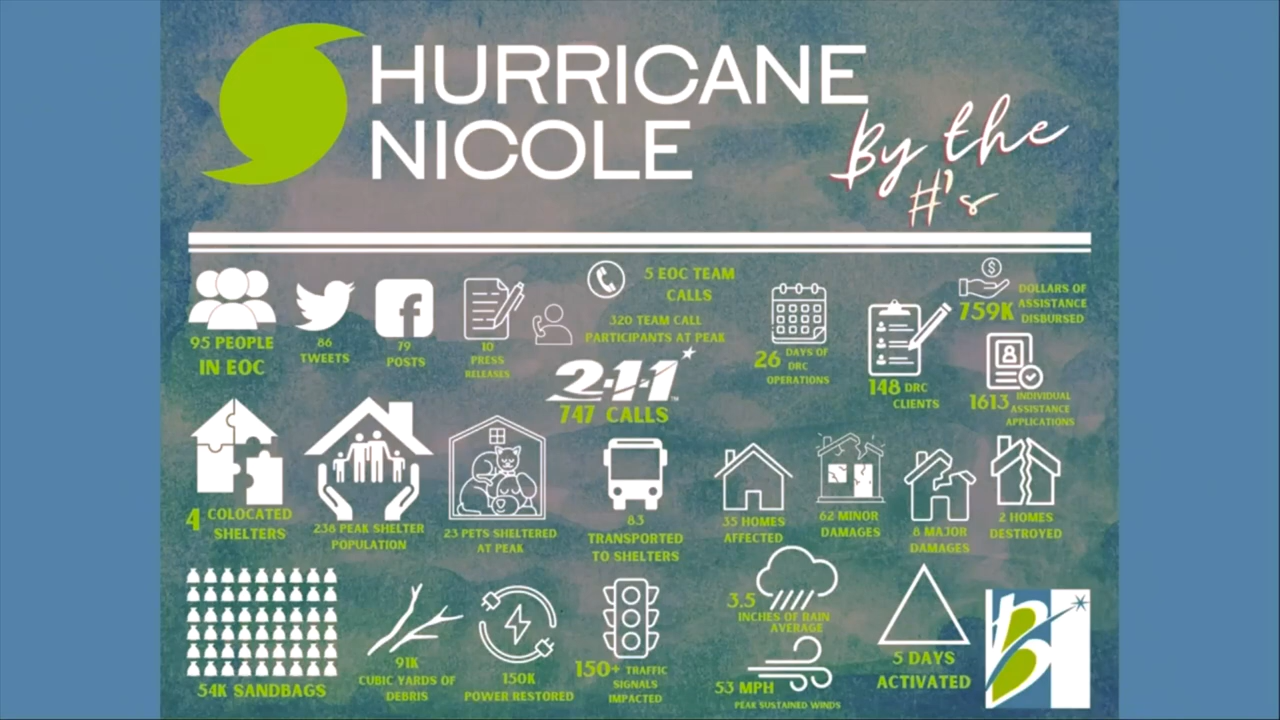 HURRICANE
NICOLE
By the
#'s
95 PEOPLE
IN EOC
86
TWEETS
79
POSTS
10
PRESS
RELEASES
5 EOC TEAM
CALLS
320 TEAM CALL
PARTICIPANTS AT PEAK
2-1-1
747 CALLS
26 DAYS OF
DRC
OPERATIONS
148 DRC
CLIENTS
759K DOLLARS OF
ASSISTANCE
DISBURSED
1613 INDIVIDUAL
ASSISTANCE
APPLICATIONS
4 COLOCATED
SHELTERS
238 PEAK SHELTER
POPULATION
23 PETS SHELTERED
AT PEAK
83
TRANSPORTED
TO SHELTERS
35 HOMES
AFFECTED
62 MINOR
DAMAGES
8 MAJOR
DAMAGES
2 HOMES
DESTROYED
54K SANDBAGS
91K
CUBIC YARDS OF
DEBRIS
150K
POWER RESTORED
150+ TRAFFIC
SIGNALS
IMPACTED
3.5
INCHES OF RAIN
AVERAGE
53 MPH
PEAK SUSTAINED WINDS
5 DAYS
ACTIVATED